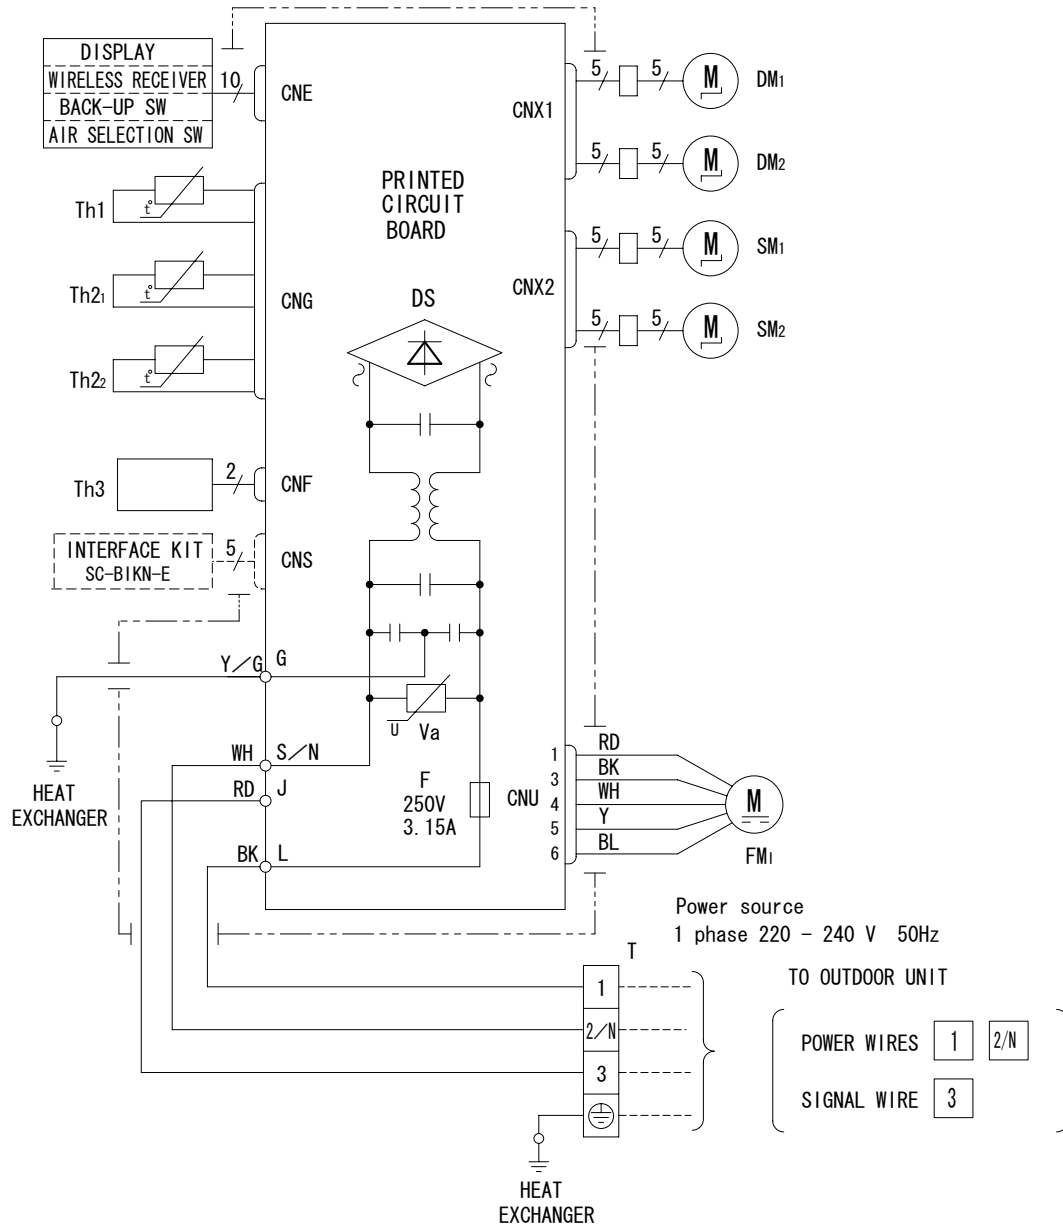 DISPLAY
WIRELESS RECEIVER
BACK-UP SW
AIR SELECTION SW
10
CNE
Th1
t°
Th2₁
t°
Th2₂
t°
CNG
Th3
2
CNF
INTERFACE KIT
SC-BIKN-E
5
CNS
PRINTED
CIRCUIT
BOARD
DS
CNX1
5 5 M DM₁
5 5 M DM₂
CNX2
5 5 M SM₁
5 5 M SM₂
Y/G G
HEAT
EXCHANGER
U Va
WH S/N
RD J
F
250V
3.15A
BK L
CNU
1 RD
3 BK
4 WH
5 Y
6 BL
M
FMI
Power source
1 phase 220 - 240 V 50Hz
T
1
2/N
3
HEAT
EXCHANGER
TO OUTDOOR UNIT
POWER WIRES 1 2/N
SIGNAL WIRE 3